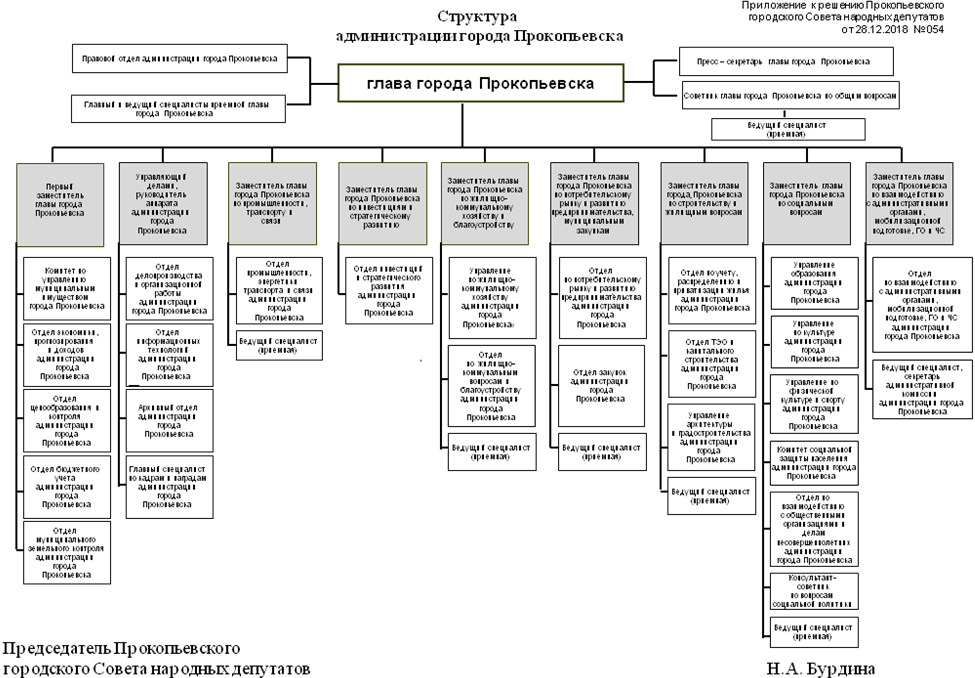 Приложение к решению Прокопьевского
городского Совета народных депутатов
от 28.12.2018 №054
Структура
администрации города Прокопьевска
Правовой отдел администрации города Прокопьевска
глава города Прокопьевска
Пресс – секретарь главы города Прокопьевска
Главный и ведущий специалисты приемной главы
города Прокопьевска
Советник главы города Прокопьевска по общим вопросам
Ведущий специалист
(приемная)
Первый
заместитель
главы города
Прокопьевска
Управляющий
делами,
руководитель
аппарата
администрации
города
Прокопьевска
Заместитель главы
города Прокопьевска
по промышленности,
транспорту и
связи
Заместитель главы
города Прокопьевска
по инвестициям и
стратегическому
развитию
Заместитель главы
города Прокопьевска
по жилищно-
коммунальному
хозяйству и
благоустройству
Заместитель главы
города Прокопьевска
по потребительскому
рынку и развитию
предпринимательства,
муниципальным
закупкам
Заместитель главы
города Прокопьевска
по строительству и
жилищным вопросам
Заместитель главы
города Прокопьевска
по социальным
вопросам
Заместитель главы
города Прокопьевска
по взаимодействию
с административными
органами,
мобилизационной
подготовке, ГО и ЧС
Комитет по
управлению
муниципальным
имуществом
города Прокопьевска
Отдел экономики,
прогнозирования
и доходов
администрации
города
Прокопьевска
Отдел
ценообразования и
контроля
администрации
города
Прокопьевска
Отдел бюджетного
учета
администрации
города
Прокопьевска
Отдел
муниципального
земельного контроля
администрации
города
Прокопьевска
Отдел
делопроизводства
и организационной
работы
администрации
города Прокопьевска
Отдел
информационных
технологий
администрации
города
Прокопьевска
Архивный отдел
администрации
города
Прокопьевска
Главный специалист
по кадрам и наградам
администрации
города
Прокопьевска
Отдел
промышленности,
энергетики
транспорта и связи
администрации
города
Прокопьевска
Ведущий специалист
(приемная)
Отдел инвестиций
и стратегического
развития
администрации
города
Прокопьевска
Управление
по жилищно-
коммунальному
хозяйству
администрации
города
Прокопьевска
Отдел
по жилищно-
коммунальным
вопросам и
благоустройству
администрации
города
Прокопьевска
Ведущий специалист
(приемная)
Отдел
по потребительскому
рынку и развитию
предпринимательства
администрации
города
Прокопьевска
Отдел закупок
администрации
города
Прокопьевска
Ведущий специалист
(приемная)
Отдел по учету,
распределению и
приватизации жилья
администрации
города
Прокопьевска
Отдел ТЭО и
капитального
строительства
администрации
города
Прокопьевска
Управление
архитектуры
и градостроительства
администрации
города
Прокопьевска
Ведущий специалист
(приемная)
Управление
образования
администрации
города
Прокопьевска
Управление
по культуре
администрации
города
Прокопьевска
Управление по
физической
культуре и спорту
администрации
города
Прокопьевска
Комитет социальной
защиты населения
администрации города
Прокопьевска
Отдел по
взаимодействию
с общественными
организациями и
делам
несовершеннолетних
администрации
города Прокопьевска
Консультант-
советник
по вопросам
социальной политики
Ведущий специалист
(приемная)
Отдел
по взаимодействию
с административными
органами,
мобилизационной
подготовке, ГО и ЧС
администрации
города
Прокопьевска
Ведущий специалист,
секретарь
административной
комиссии
администрации города
Прокопьевска
Председатель Прокопьевского
городского Совета народных депутатов
Н.А. Бурдина